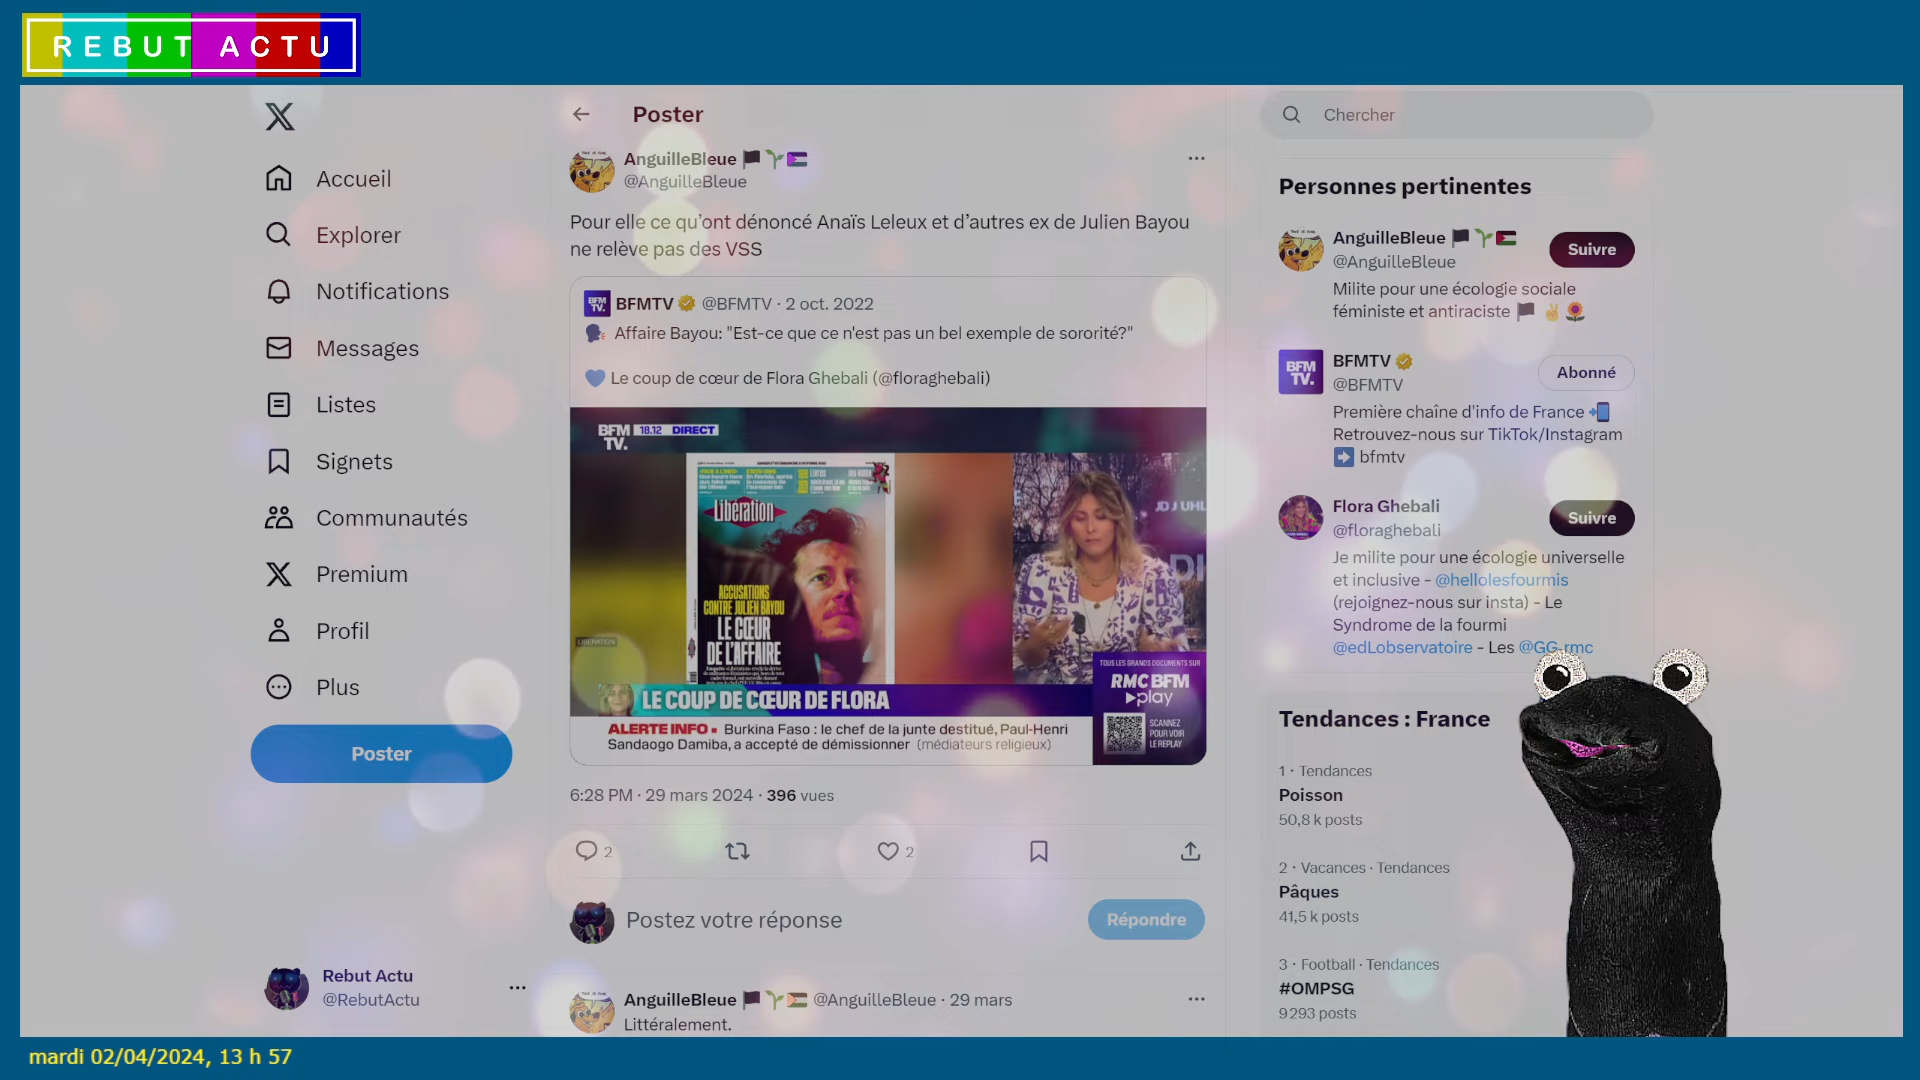 REBUT ACTU
Accueil
Explorer
Notifications
Messages
Listes
Signets
Communautés
Premium
Profil
Plus
Poster
Rebut Actu
@RebutActu
Poster
AnguilleBleue
@AnguilleBleue
Pour elle ce qu'ont dénoncé Anaïs Leleux et d'autres ex de Julien Bayou
ne relève pas des VSS
BFM TV.
BFMTV @BFMTV · 2 oct. 2022
Affaire Bayou: "Est-ce que ce n'est pas un bel exemple de sororité?"
Le coup de cœur de Flora Ghebali (@floraghebali)
BFM TV. 18.12 DIRECT
Libération
ACCUSATIONS
CONTRE JULIEN BAYOU
LE CŒUR
DE L'AFFAIRE
LIBERATION
LE COUP DE CŒUR DE FLORA
ALERTE INFO Burkina Faso : le chef de la junte destitué, Paul-Henri
Sandaogo Damiba, a accepté de démissionner (médiateurs religieux)
TOUS LES GRANDS DOCUMENTS SUR
RMC BFM
play
SCANNEZ
POUR VOIR
LE REPLAY
6:28 PM · 29 mars 2024 · 396 vues
2
2
Postez votre réponse
Répondre
AnguilleBleue @AnguilleBleue · 29 mars
Littéralement.
Chercher
Personnes pertinentes
AnguilleBleue
@AnguilleBleue
Suivre
Milite pour une écologie sociale
féministe et antiraciste
BFM
TV.
BFMTV
@BFMTV
Abonné
Première chaîne d'info de France
Retrouvez-nous sur TikTok/Instagram
bfmtv
Flora Ghebali
@floraghebali
Suivre
Je milite pour une écologie universelle
et inclusive - @hellolesfourmis
(rejoignez-nous sur insta) - Le
Syndrome de la fourmi
@edLobservatoire - Les @GG_rmc
Tendances : France
1 · Tendances
Poisson
50,8 k posts
2 · Vacances · Tendances
Pâques
41,5 k posts
3 · Football · Tendances
#OMPSG
9 293 posts
mardi 02/04/2024, 13 h 57